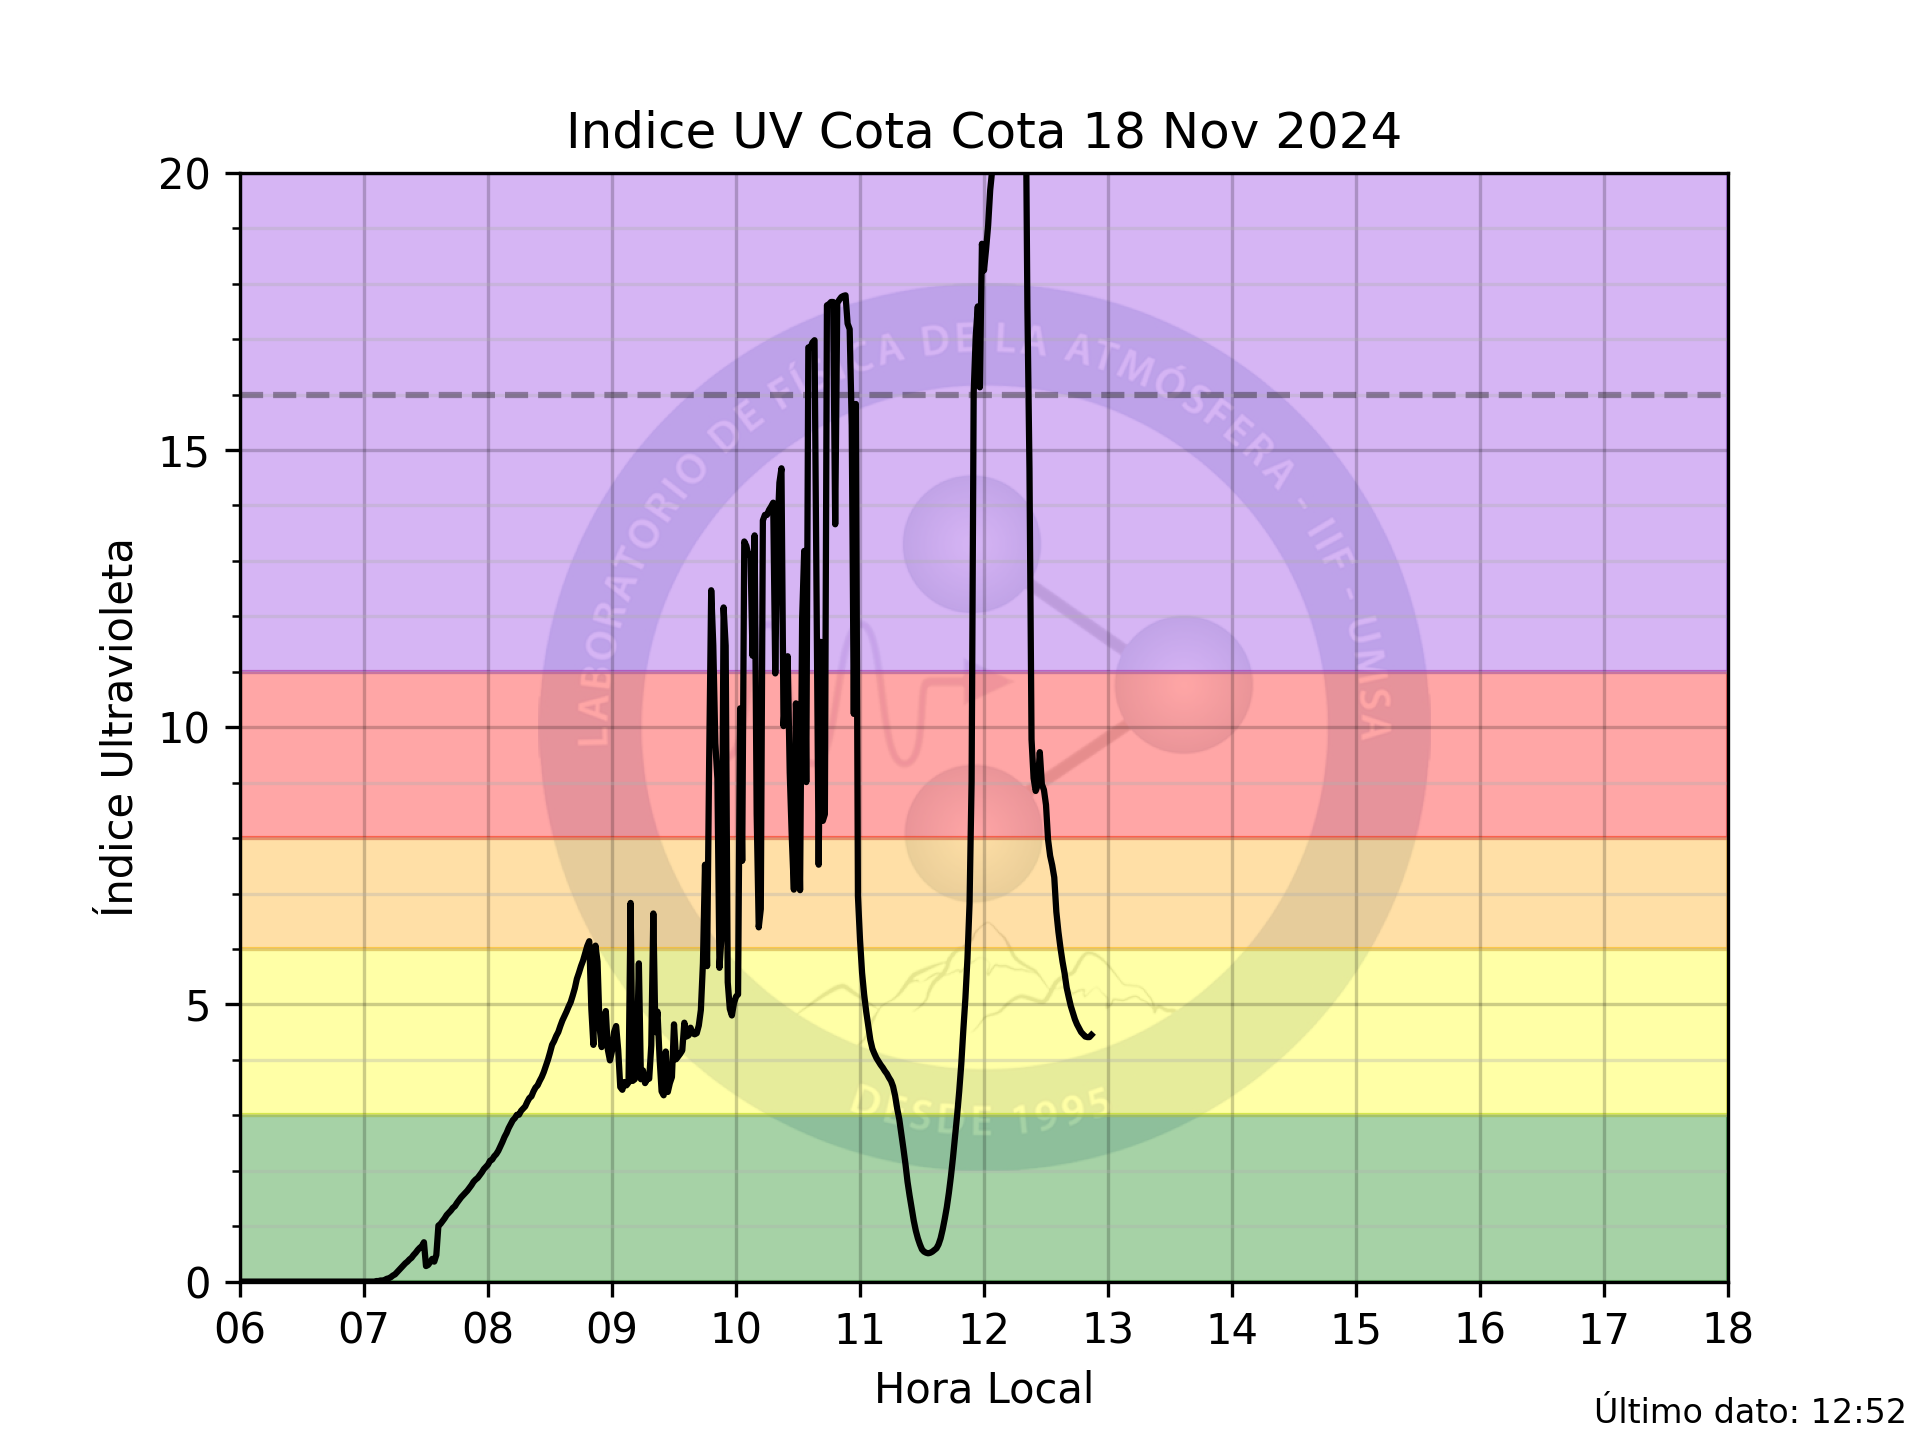 Indice UV Cota Cota 18 Nov 2024
20
15
10
5
0
Índice Ultravioleta
LABORATORIO DE FÍSICA DE LA ATMÓSFERA - IIF - UMSA
DESDE 1995
06 07 08 09 10 11 12 13 14 15 16 17 18
Hora Local
Último dato: 12:52